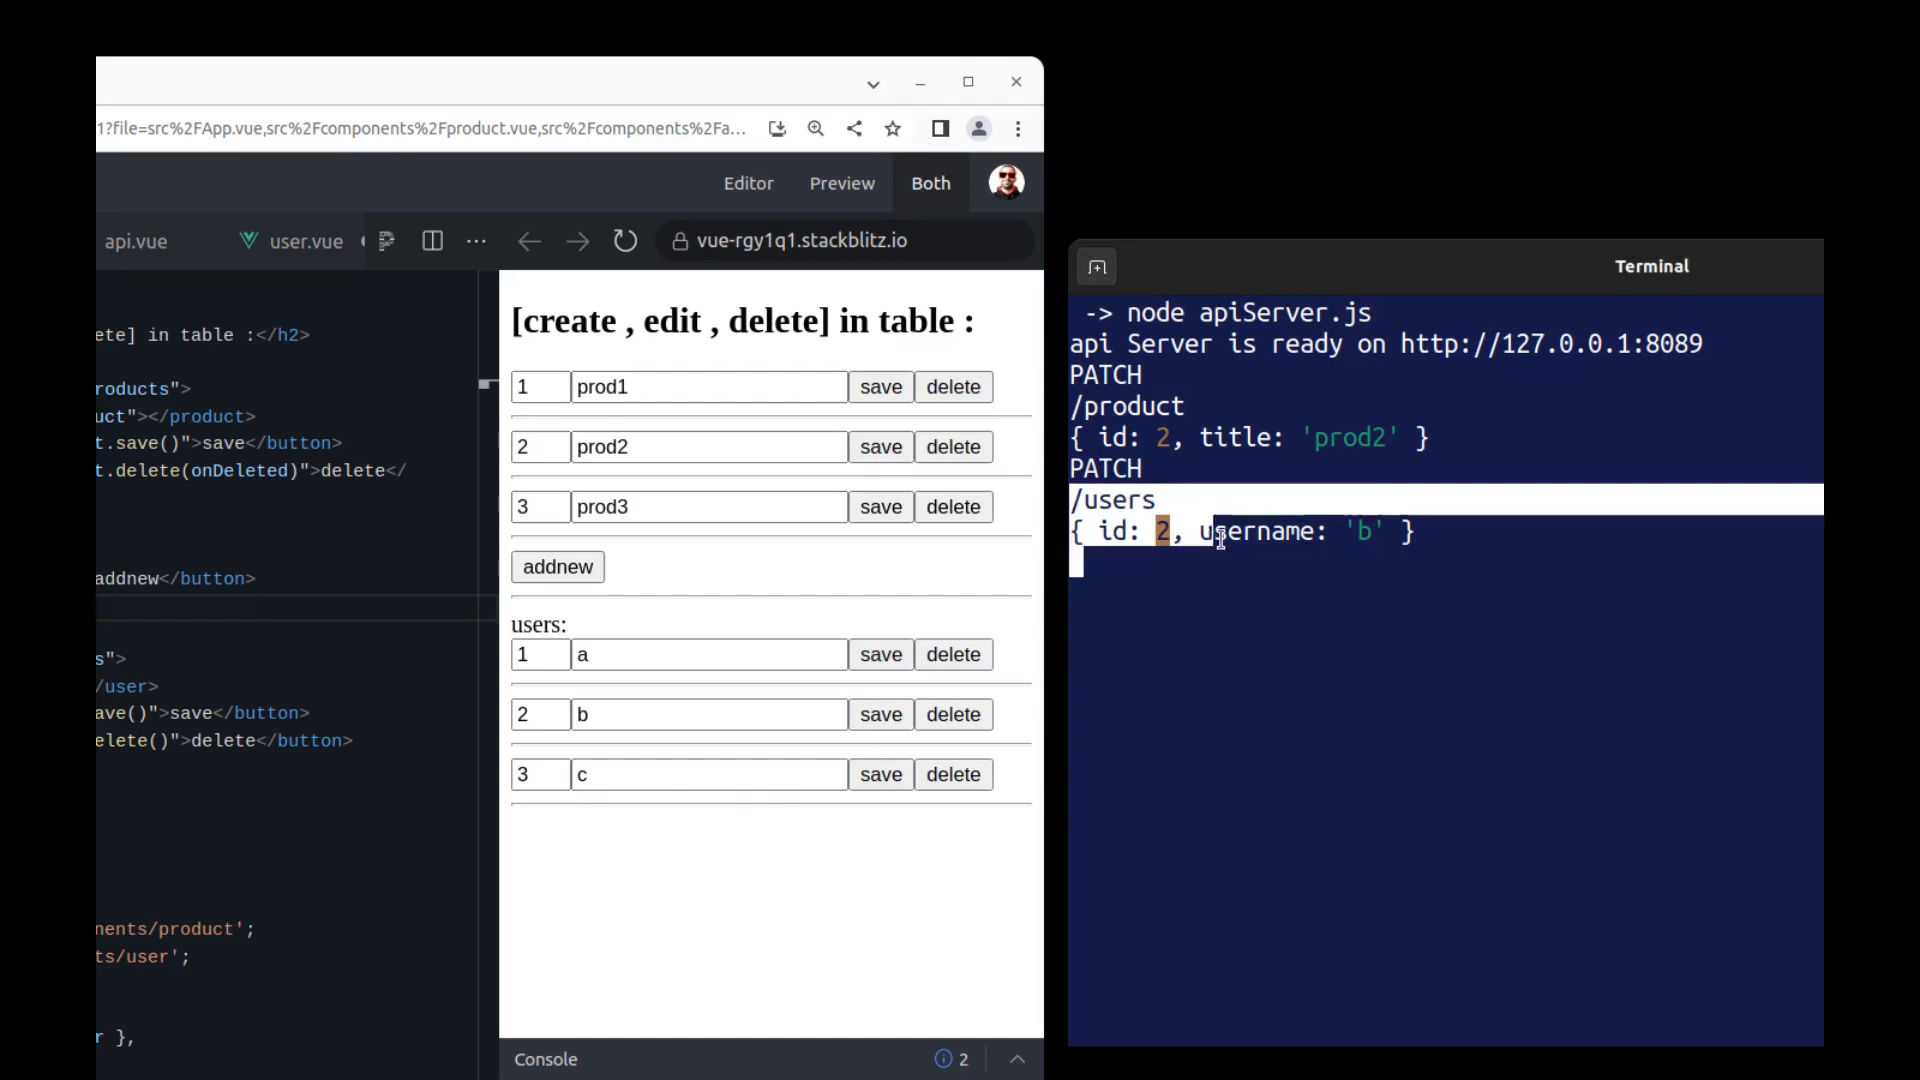 1?file=src%2FApp.vue,src%2Fcomponents%2Fproduct.vue,src%2Fcomponents%2Fa...
Editor Preview Both
api.vue user.vue
vue-rgy1q1.stackblitz.io
ete] in table :</h2>
roducts">
uct"></product>
t.save()">save</button>
t.delete(onDeleted)">delete</
addnew</button>
s">
/user>
ave()">save</button>
elete()">delete</button>
nents/product';
ts/user';
r },
[create , edit , delete] in table :
1 prod1 save delete
2 prod2 save delete
3 prod3 save delete
addnew
users:
1 a save delete
2 b save delete
3 c save delete
Console 2
Terminal
-> node apiServer.js
api Server is ready on http://127.0.0.1:8089
PATCH
/product
{ id: 2, title: 'prod2' }
PATCH
/users
{ id: 2, username: 'b' }